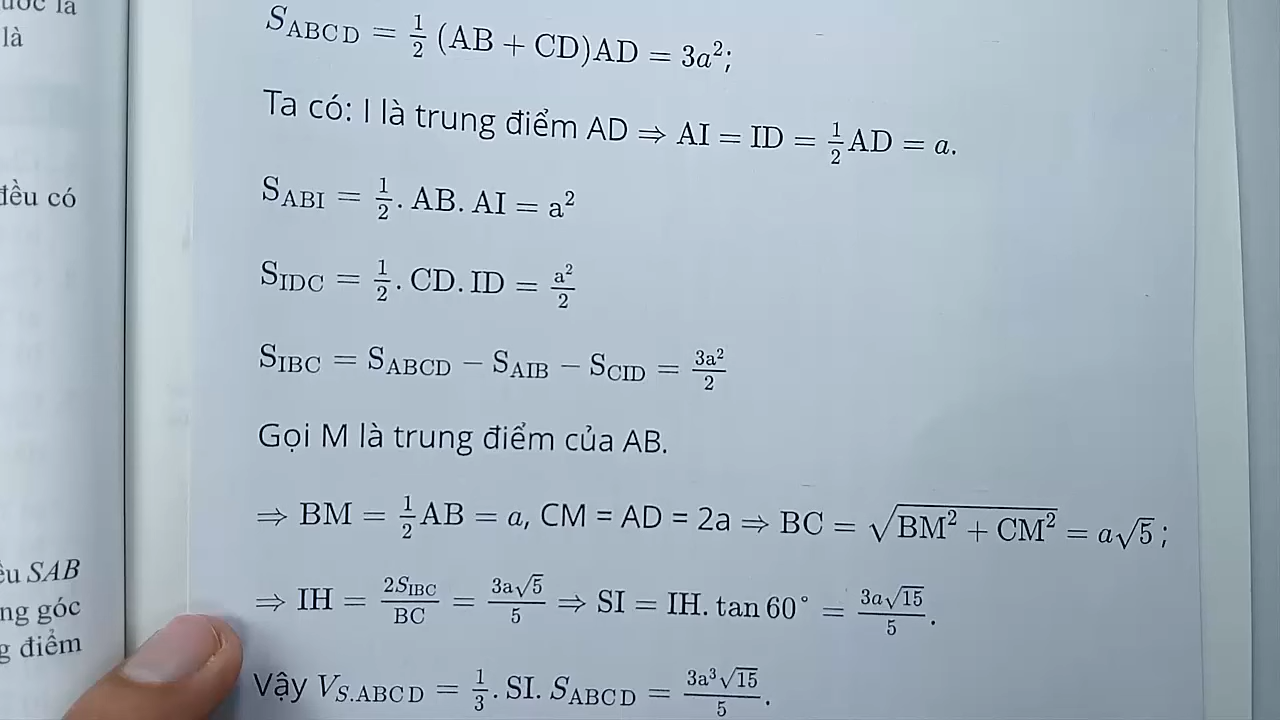 là
đều có
SAB
góc
điểm
S_{ABCD} = \frac{1}{2} (AB + CD)AD = 3a^2;
Ta có: I là trung điểm AD ⇒ AI = ID = \frac{1}{2}AD = a.
S_{ABI} = \frac{1}{2}. AB. AI = a^2
S_{IDC} = \frac{1}{2}. CD. ID = \frac{a^2}{2}
S_{IBC} = S_{ABCD} − S_{AIB} − S_{CID} = \frac{3a^2}{2}
Gọi M là trung điểm của AB.
⇒ BM = \frac{1}{2}AB = a, CM = AD = 2a ⇒ BC = \sqrt{BM^2 + CM^2} = a\sqrt{5};
⇒ IH = \frac{2S_{IBC}}{BC} = \frac{3a\sqrt{5}}{5} ⇒ SI = IH. tan 60° = \frac{3a\sqrt{15}}{5}.
Vậy V_{S.ABCD} = \frac{1}{3}. SI. S_{ABCD} = \frac{3a^3\sqrt{15}}{5}.